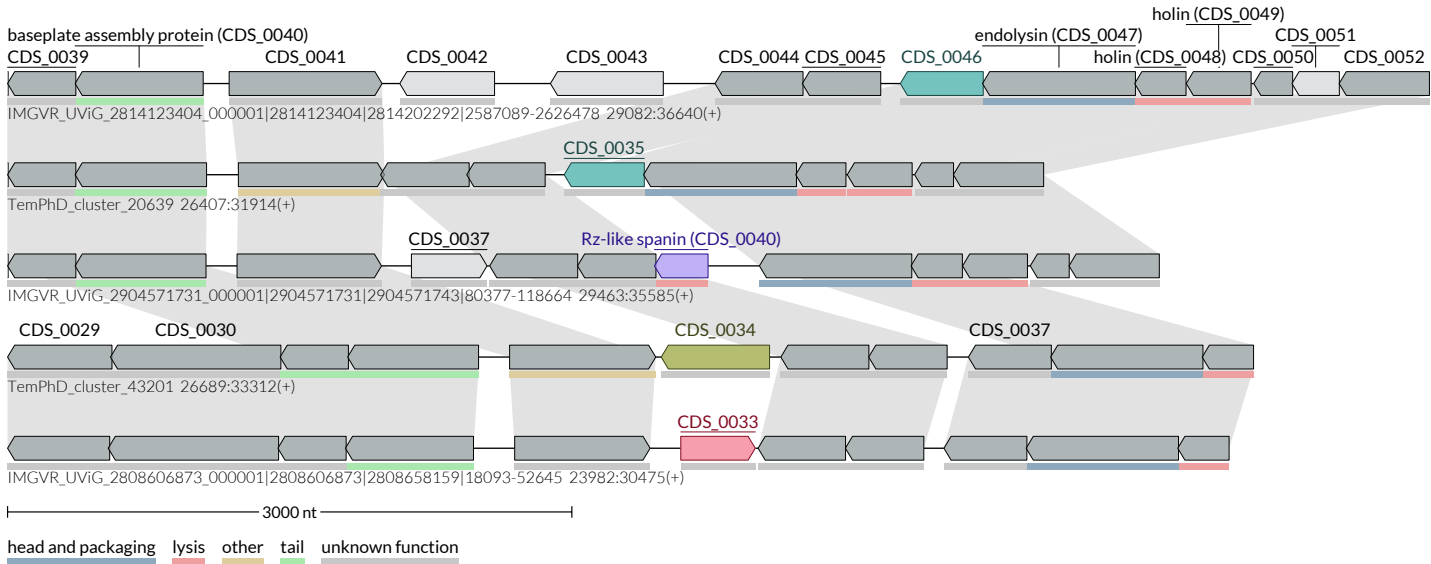 holin (CDS_0049)
baseplate assembly protein (CDS_0040) endolysin (CDS_0047) CDS_0051
CDS_0039 CDS_0041 CDS_0042 CDS_0043 CDS_0044 CDS_0045 CDS_0046 holin (CDS_0048) CDS_0050 CDS_0052
IMGVR_UViG_2814123404_000001|2814123404|2814202292|2587089-2626478 29082:36640(+)
CDS_0035
TemPhD_cluster_20639 26407:31914(+)
CDS_0037 Rz-like spanin (CDS_0040)
IMGVR_UViG_2904571731_000001|2904571731|2904571743|80377-118664 29463:35585(+)
CDS_0029 CDS_0030 CDS_0034 CDS_0037
TemPhD_cluster_43201 26689:33312(+)
CDS_0033
IMGVR_UViG_2808606873_000001|2808606873|2808658159|18093-52645 23982:30475(+)
3000 nt
head and packaging lysis other tail unknown function